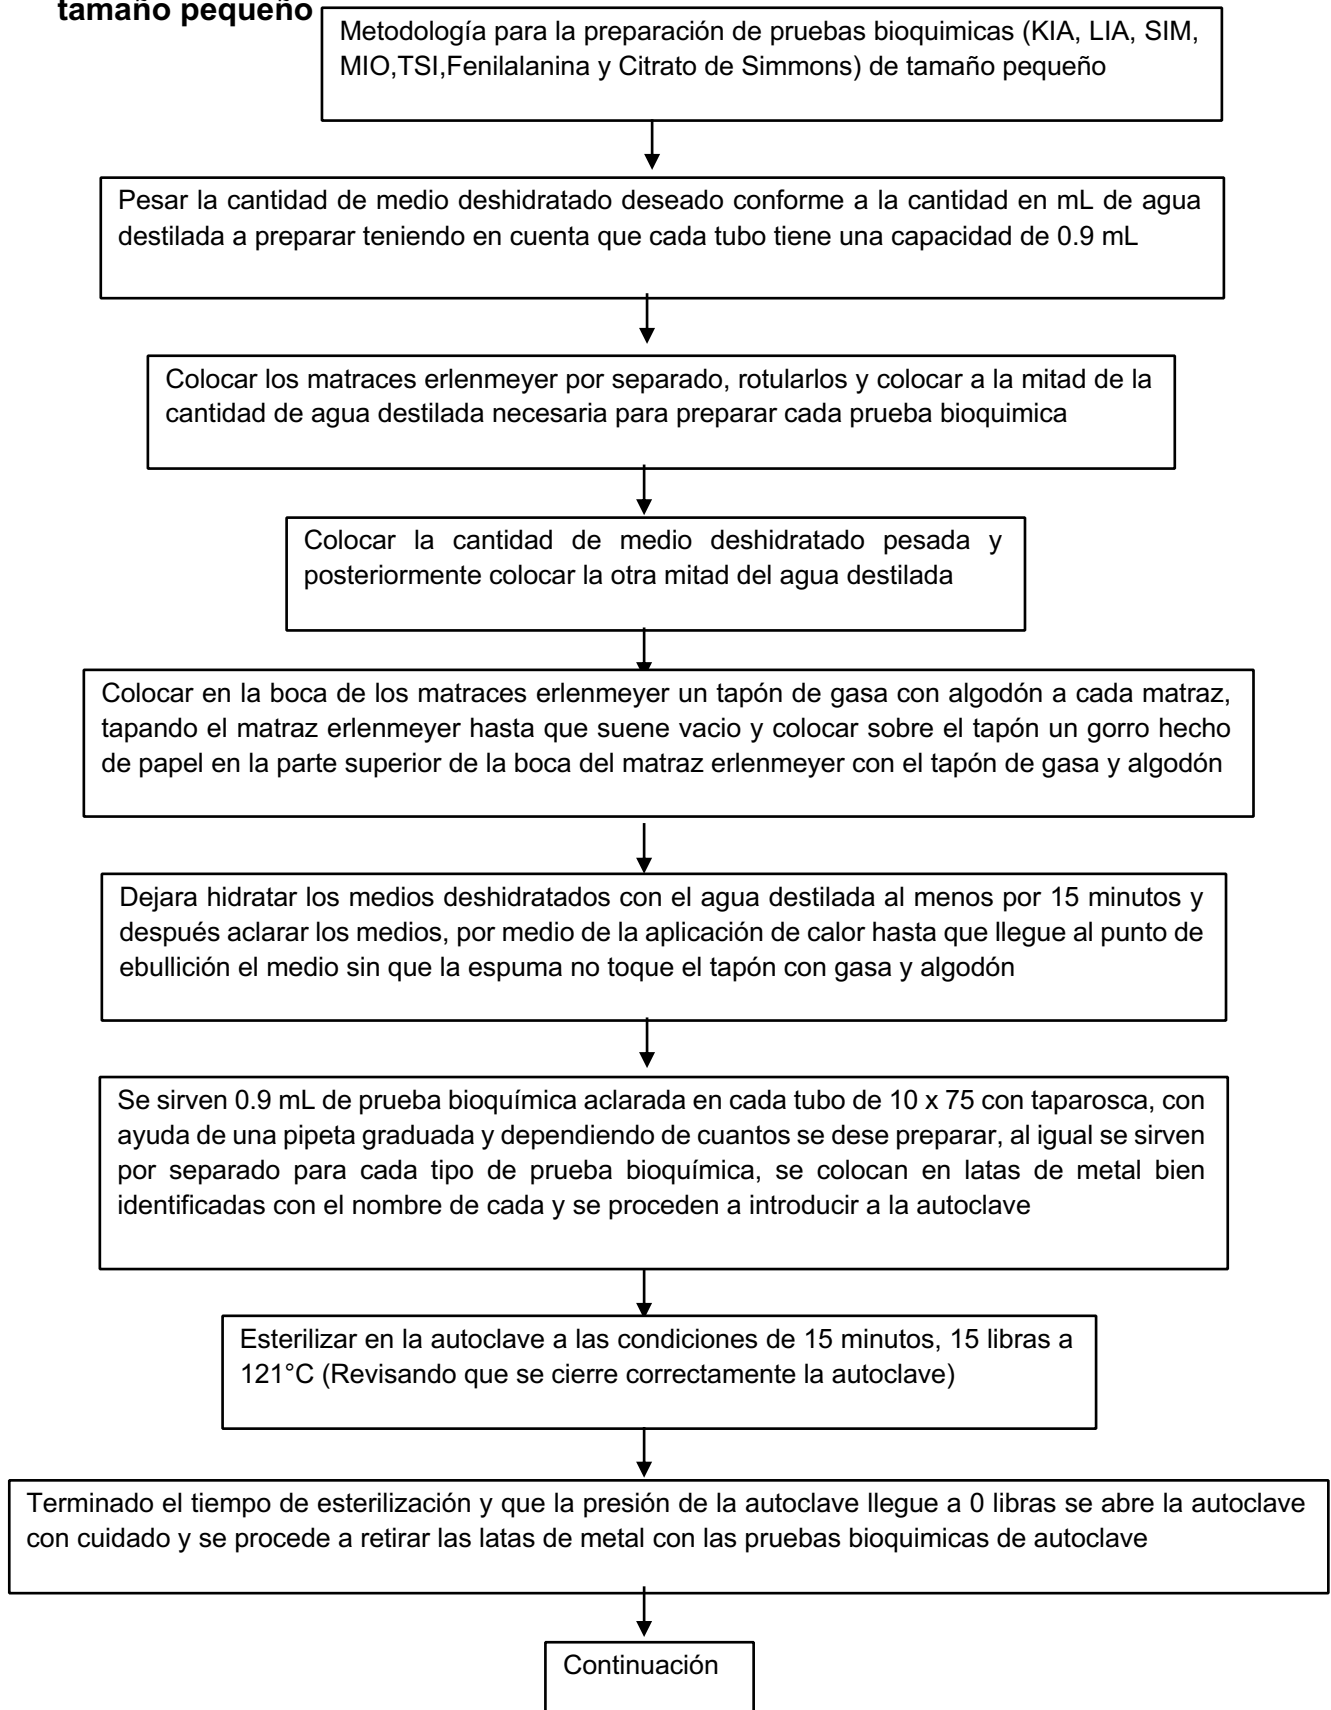 tamaño pequeño
Metodología para la preparación de pruebas bioquimicas (KIA, LIA, SIM,
MIO,TSI,Fenilalanina y Citrato de Simmons) de tamaño pequeño
Pesar la cantidad de medio deshidratado deseado conforme a la cantidad en mL de agua
destilada a preparar teniendo en cuenta que cada tubo tiene una capacidad de 0.9 mL
Colocar los matraces erlenmeyer por separado, rotularlos y colocar a la mitad de la
cantidad de agua destilada necesaria para preparar cada prueba bioquimica
Colocar la cantidad de medio deshidratado pesada y
posteriormente colocar la otra mitad del agua destilada
Colocar en la boca de los matraces erlenmeyer un tapón de gasa con algodón a cada matraz,
tapando el matraz erlenmeyer hasta que suene vacio y colocar sobre el tapón un gorro hecho
de papel en la parte superior de la boca del matraz erlenmeyer con el tapón de gasa y algodón
Dejara hidratar los medios deshidratados con el agua destilada al menos por 15 minutos y
después aclarar los medios, por medio de la aplicación de calor hasta que llegue al punto de
ebullición el medio sin que la espuma no toque el tapón con gasa y algodón
Se sirven 0.9 mL de prueba bioquímica aclarada en cada tubo de 10 x 75 con taparosca, con
ayuda de una pipeta graduada y dependiendo de cuantos se dese preparar, al igual se sirven
por separado para cada tipo de prueba bioquímica, se colocan en latas de metal bien
identificadas con el nombre de cada y se proceden a introducir a la autoclave
Esterilizar en la autoclave a las condiciones de 15 minutos, 15 libras a
121°C (Revisando que se cierre correctamente la autoclave)
Terminado el tiempo de esterilización y que la presión de la autoclave llegue a 0 libras se abre la autoclave
con cuidado y se procede a retirar las latas de metal con las pruebas bioquimicas de autoclave
Continuación